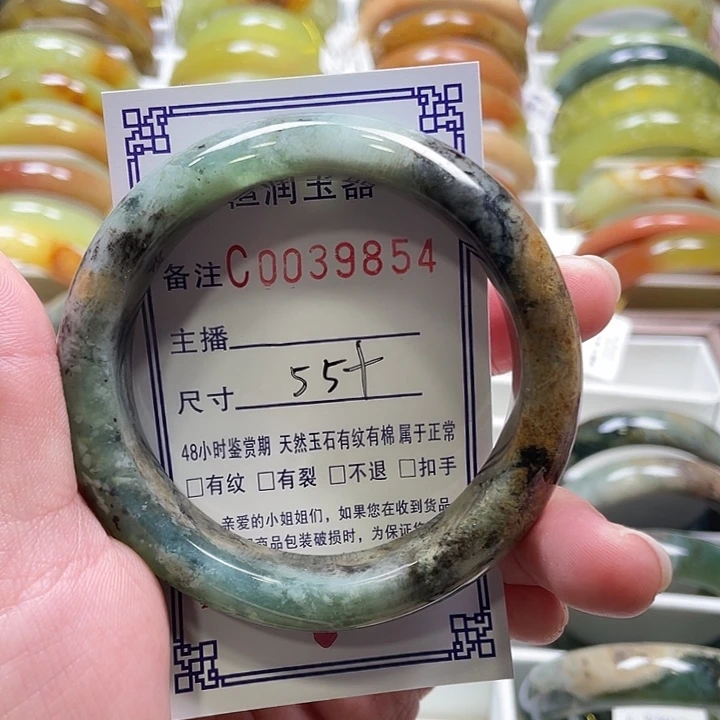 润玉器
备注C0039854
主播
尺寸 55+
48小时鉴赏期 天然玉石有纹有棉属于正常
□有纹 □有裂 □不退 □扣手
亲爱的小姐姐们，如果您在收到货品
商品包装破损时，为保证